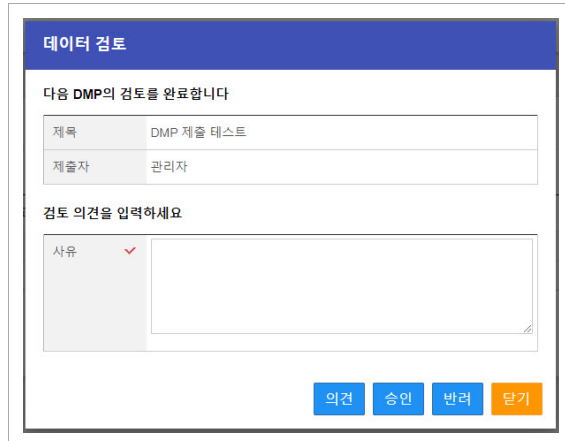 데이터 검토
다음 DMP의 검토를 완료합니다
제목 DMP 제출 테스트
제출자 관리자
검토 의견을 입력하세요
사유
의견 승인 반려 닫기